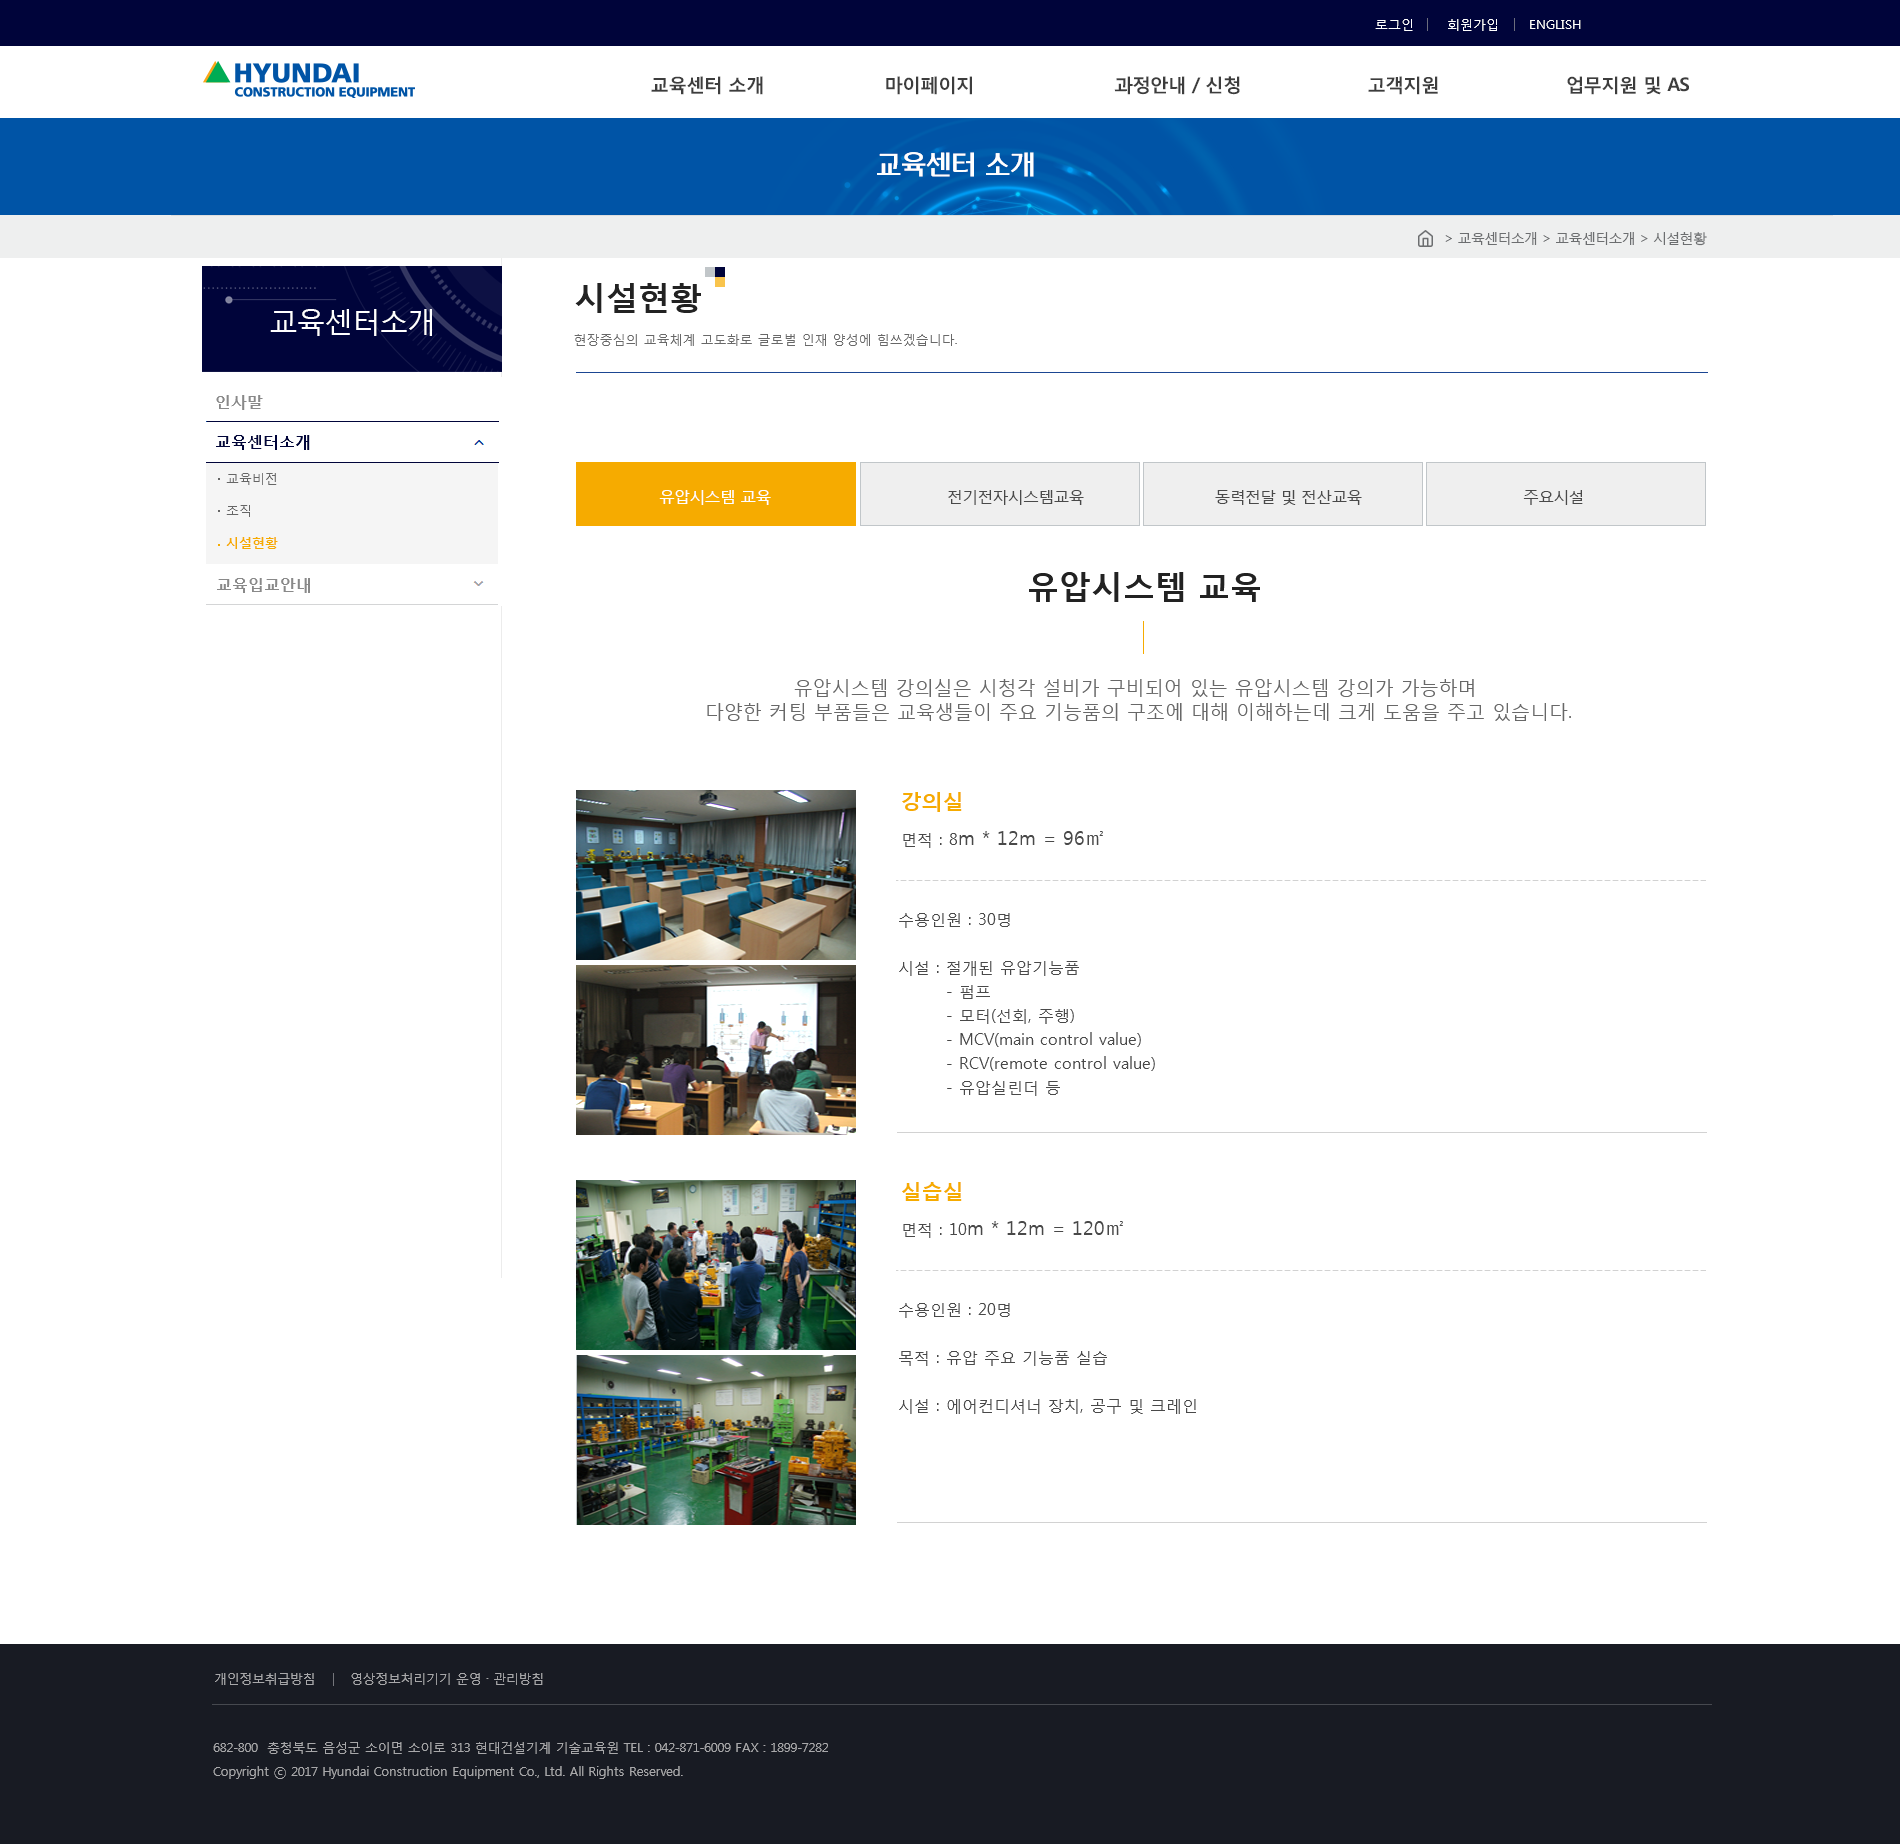 로그인 | 회원가입 | ENGLISH
HYUNDAI
CONSTRUCTION EQUIPMENT
교육센터 소개 마이페이지 과정안내 / 신청 고객지원 업무지원 및 AS
교육센터 소개
> 교육센터소개 > 교육센터소개 > 시설현황
교육센터소개
인사말
교육센터소개
· 교육비전
· 조직
· 시설현황
교육입교안내
시설현황
현장중심의 교육체계 고도화로 글로벌 인재 양성에 힘쓰겠습니다.
유압시스템 교육 전기전자시스템교육 동력전달 및 전산교육 주요시설
유압시스템 교육
유압시스템 강의실은 시청각 설비가 구비되어 있는 유압시스템 강의가 가능하며
다양한 커팅 부품들은 교육생들이 주요 기능품의 구조에 대해 이해하는데 크게 도움을 주고 있습니다.
강의실
면적 : 8m * 12m = 96㎡
수용인원 : 30명
시설 : 절개된 유압기능품
- 펌프
- 모터(선회, 주행)
- MCV(main control value)
- RCV(remote control value)
- 유압실린더 등
실습실
면적 : 10m * 12m = 120㎡
수용인원 : 20명
목적 : 유압 주요 기능품 실습
시설 : 에어컨디셔너 장치, 공구 및 크레인
개인정보취급방침 | 영상정보처리기기 운영 · 관리방침
682-800 충청북도 음성군 소이면 소이로 313 현대건설기계 기술교육원 TEL : 042-871-6009 FAX : 1899-7282
Copyright ⓒ 2017 Hyundai Construction Equipment Co., Ltd. All Rights Reserved.